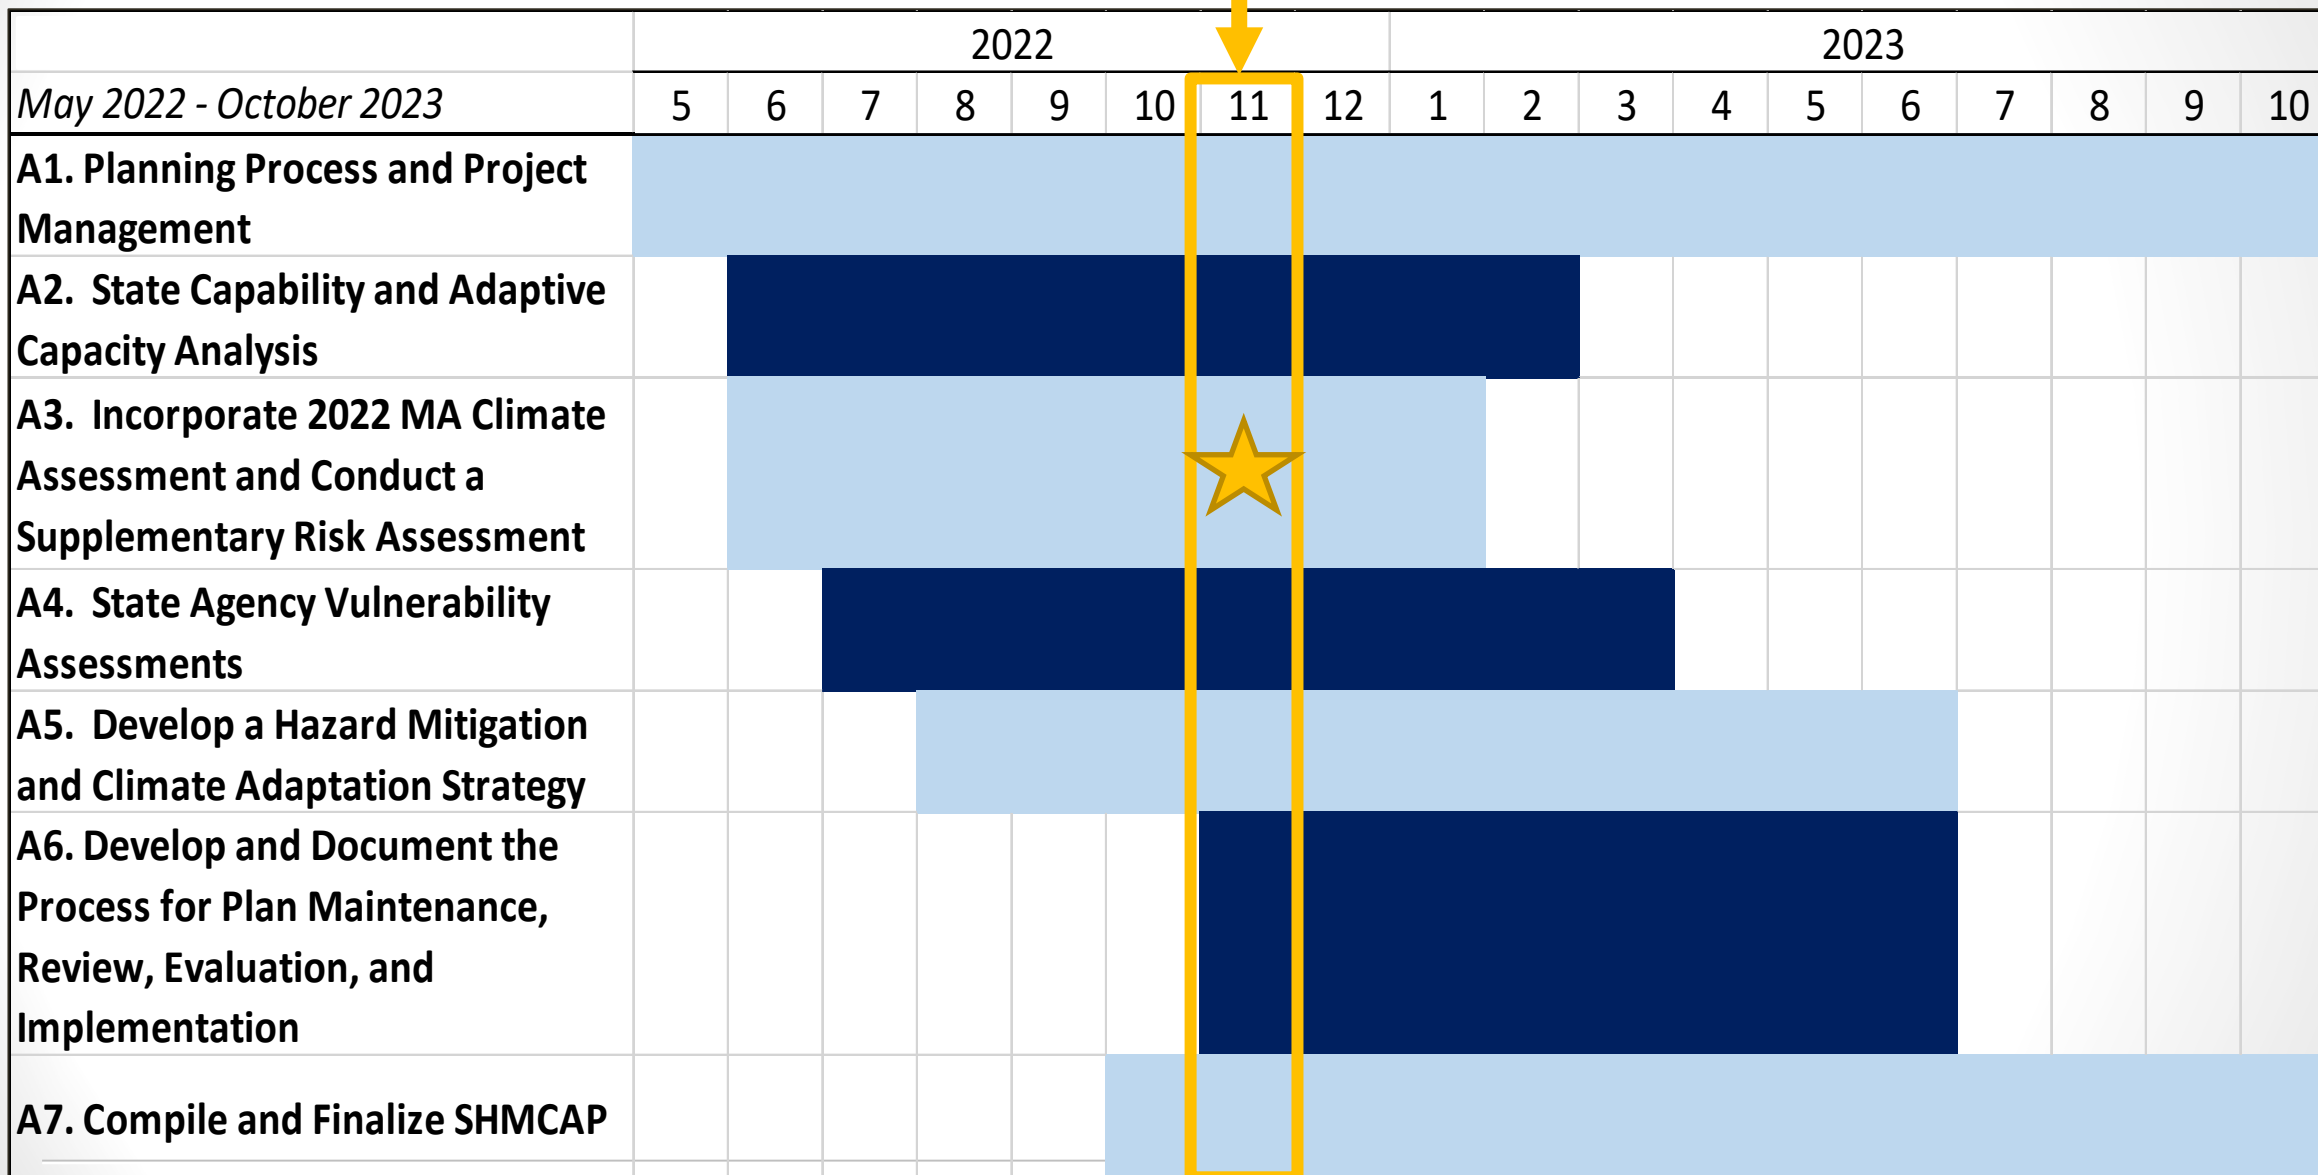 2022 2023
May 2022 - October 2023 5 6 7 8 9 10 11 12 1 2 3 4 5 6 7 8 9 10
A1. Planning Process and Project
Management
A2. State Capability and Adaptive
Capacity Analysis
A3. Incorporate 2022 MA Climate
Assessment and Conduct a
Supplementary Risk Assessment
A4. State Agency Vulnerability
Assessments
A5. Develop a Hazard Mitigation
and Climate Adaptation Strategy
A6. Develop and Document the
Process for Plan Maintenance,
Review, Evaluation, and
Implementation
A7. Compile and Finalize SHMCAP